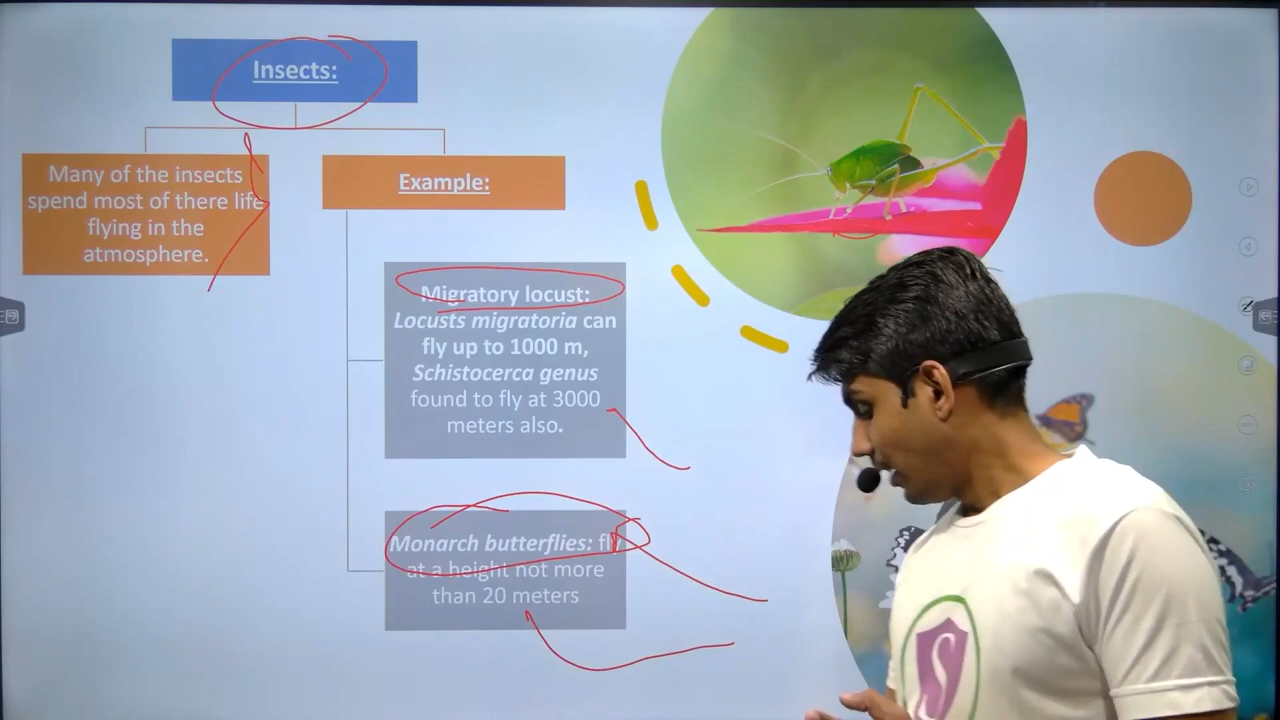 Insects:
Many of the insects
spend most of there life
flying in the
atmosphere.
Example:
Migratory locust:
Locusts migratoria can
fly up to 1000 m,
Schistocerca genus
found to fly at 3000
meters also.
Monarch butterflies: fly
at a height not more
than 20 meters
S